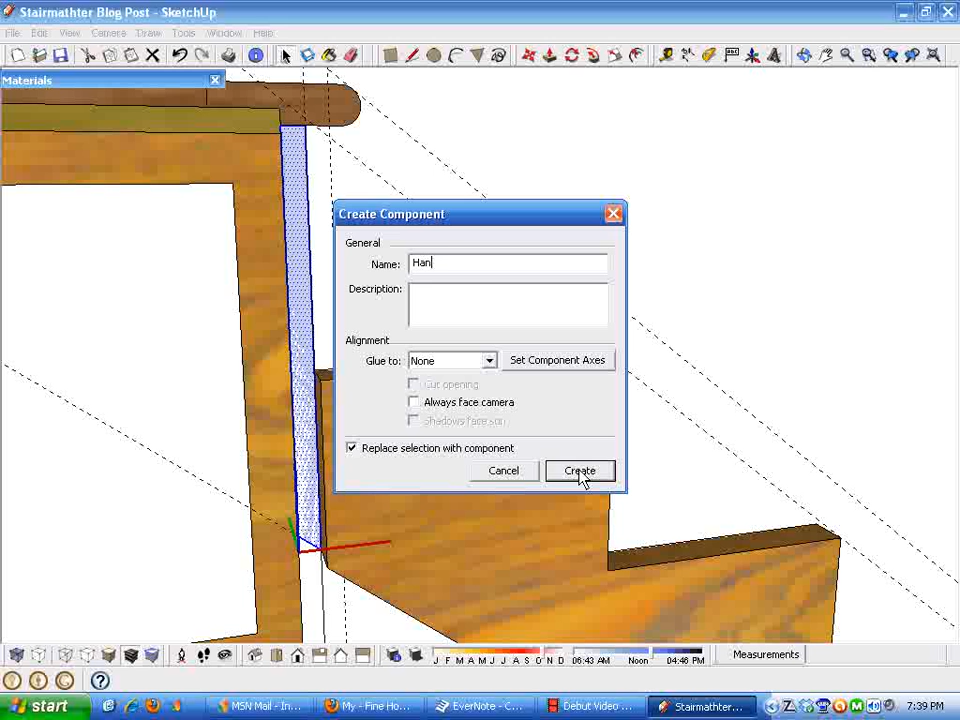 Stairmathter Blog Post - SketchUp
File Edit View Camera Draw Tools Window Help
Materials
Create Component
General
Name: Han
Description:
Alignment
Glue to: None Set Component Axes
Cut opening
Always face camera
Shadows face sun
Replace selection with component
Cancel Create
J F M A M J J A S O N D 06:43 AM Noon 04:46 PM Measurements
start MSN Mail - In... My - Fine Ho... EverNote - C... Debut Video ... Stairmathter... 7:39 PM